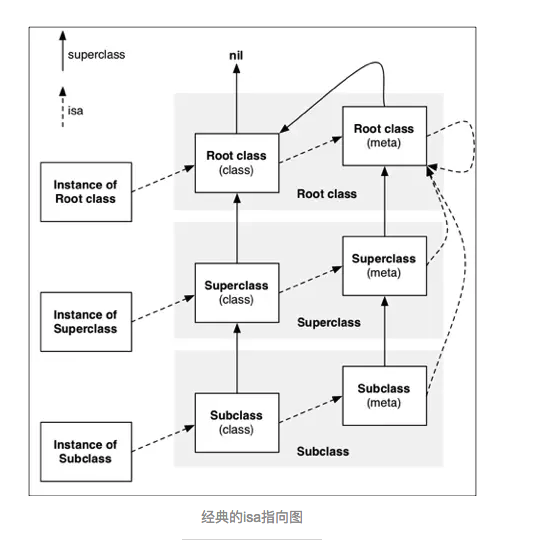 superclass
isa
nil
Root class
(class)
Root class
(meta)
Instance of
Root class
Root class
Superclass
(class)
Superclass
(meta)
Instance of
Superclass
Superclass
Subclass
(class)
Subclass
(meta)
Instance of
Subclass
Subclass
经典的isa指向图